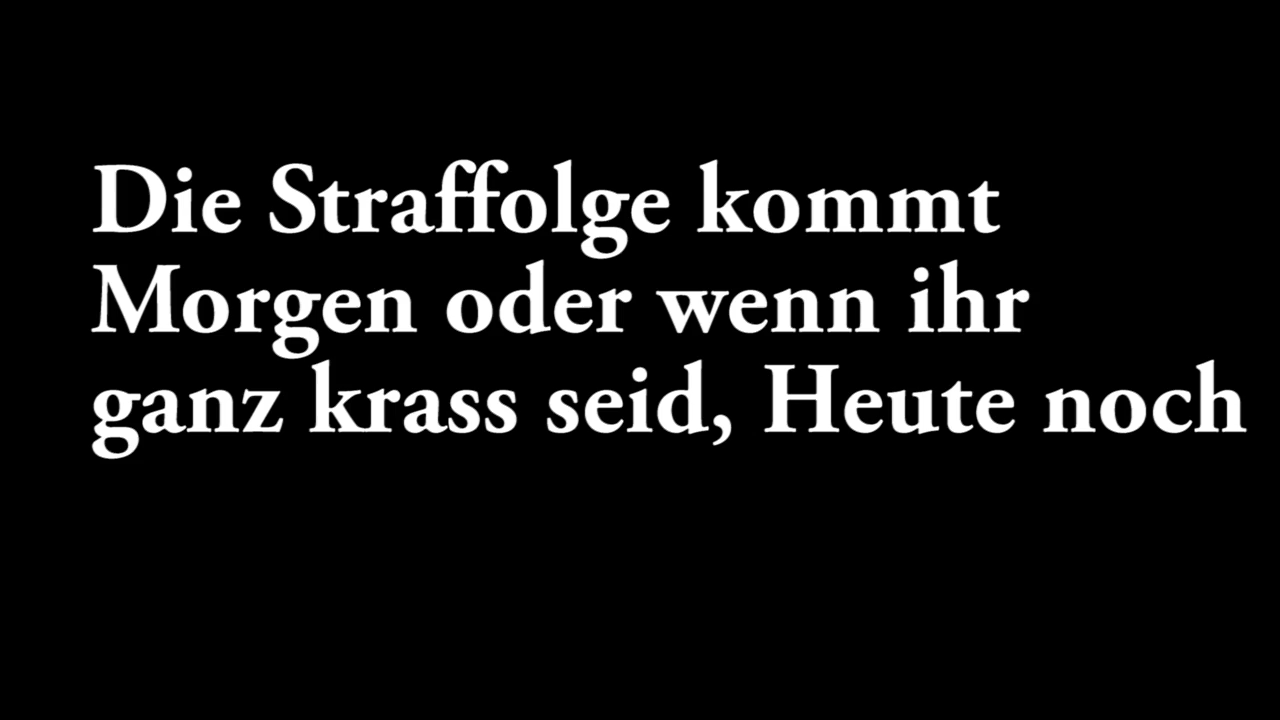 Die Straffolge kommt
Morgen oder wenn ihr
ganz krass seid, Heute noch